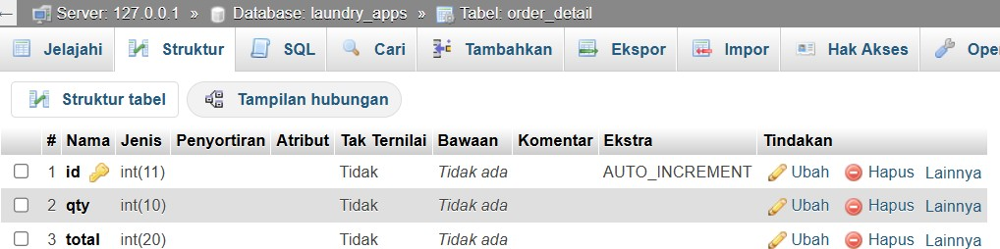 Server: 127.0.0.1 » Database: laundry_apps » Tabel: order_detail
Jelajahi Struktur SQL Cari Tambahkan Ekspor Impor Hak Akses Oper
Struktur tabel Tampilan hubungan
# Nama Jenis Penyortiran Atribut Tak Ternilai Bawaan Komentar Ekstra Tindakan
1 id int(11) Tidak Tidak ada AUTO_INCREMENT Ubah Hapus Lainnya
2 qty int(10) Tidak Tidak ada Ubah Hapus Lainnya
3 total int(20) Tidak Tidak ada Ubah Hapus Lainnya